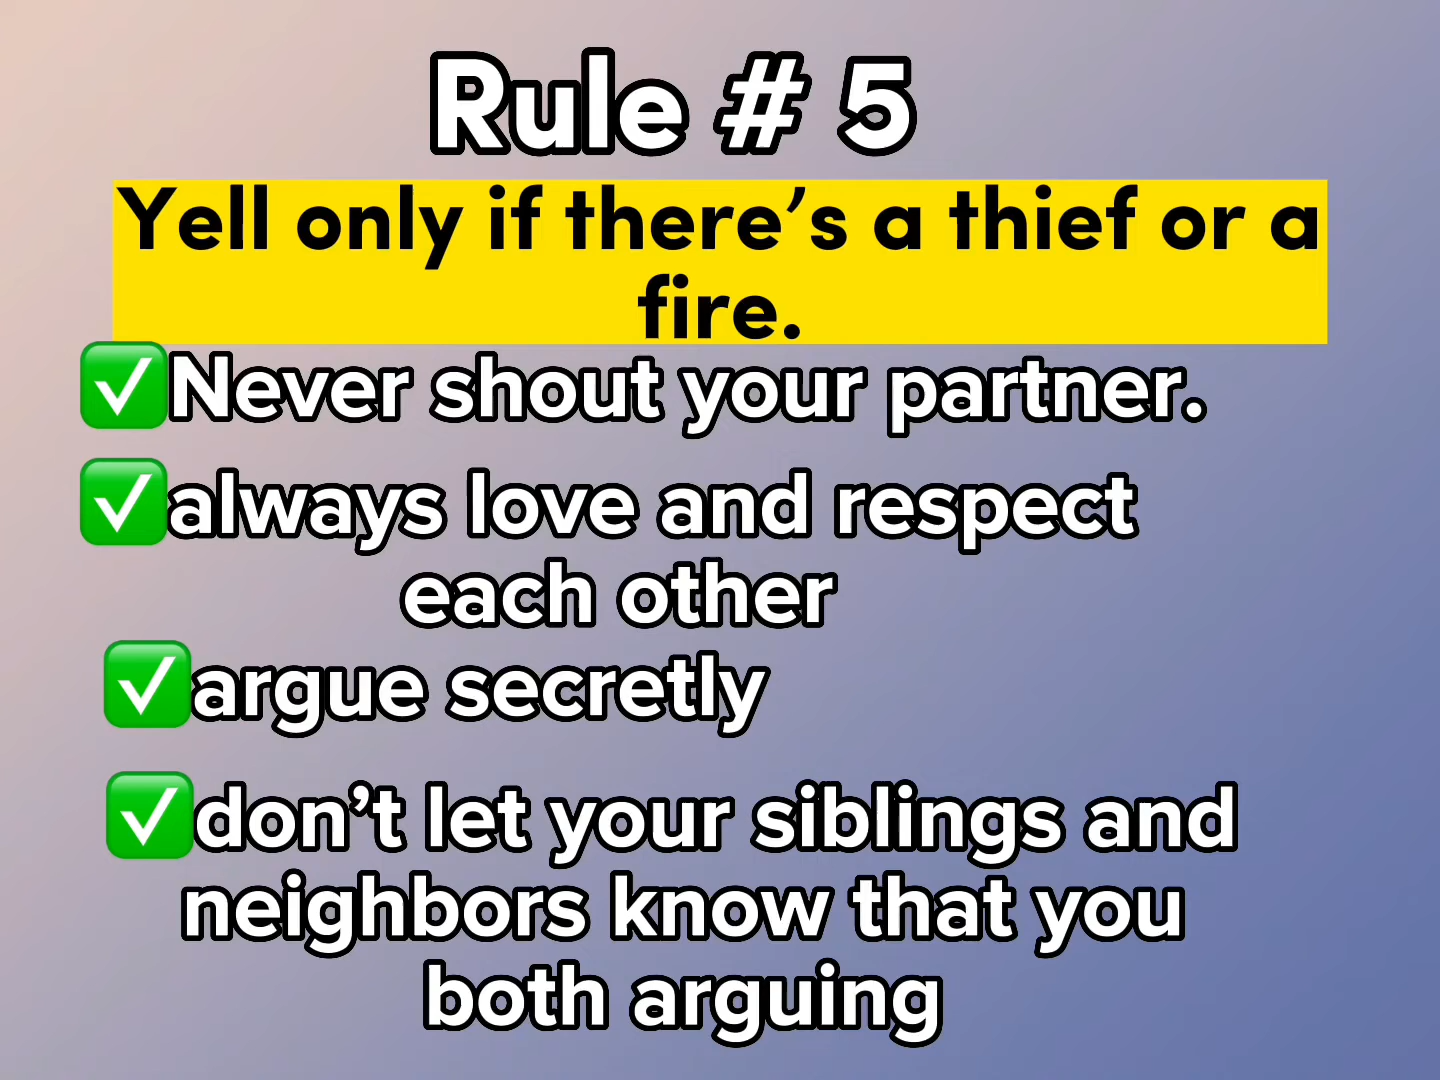 Rule # 5
Yell only if there’s a thief or a
fire.
✅Never shout your partner.
✅always love and respect
each other
✅argue secretly
✅don’t let your siblings and
neighbors know that you
both arguing